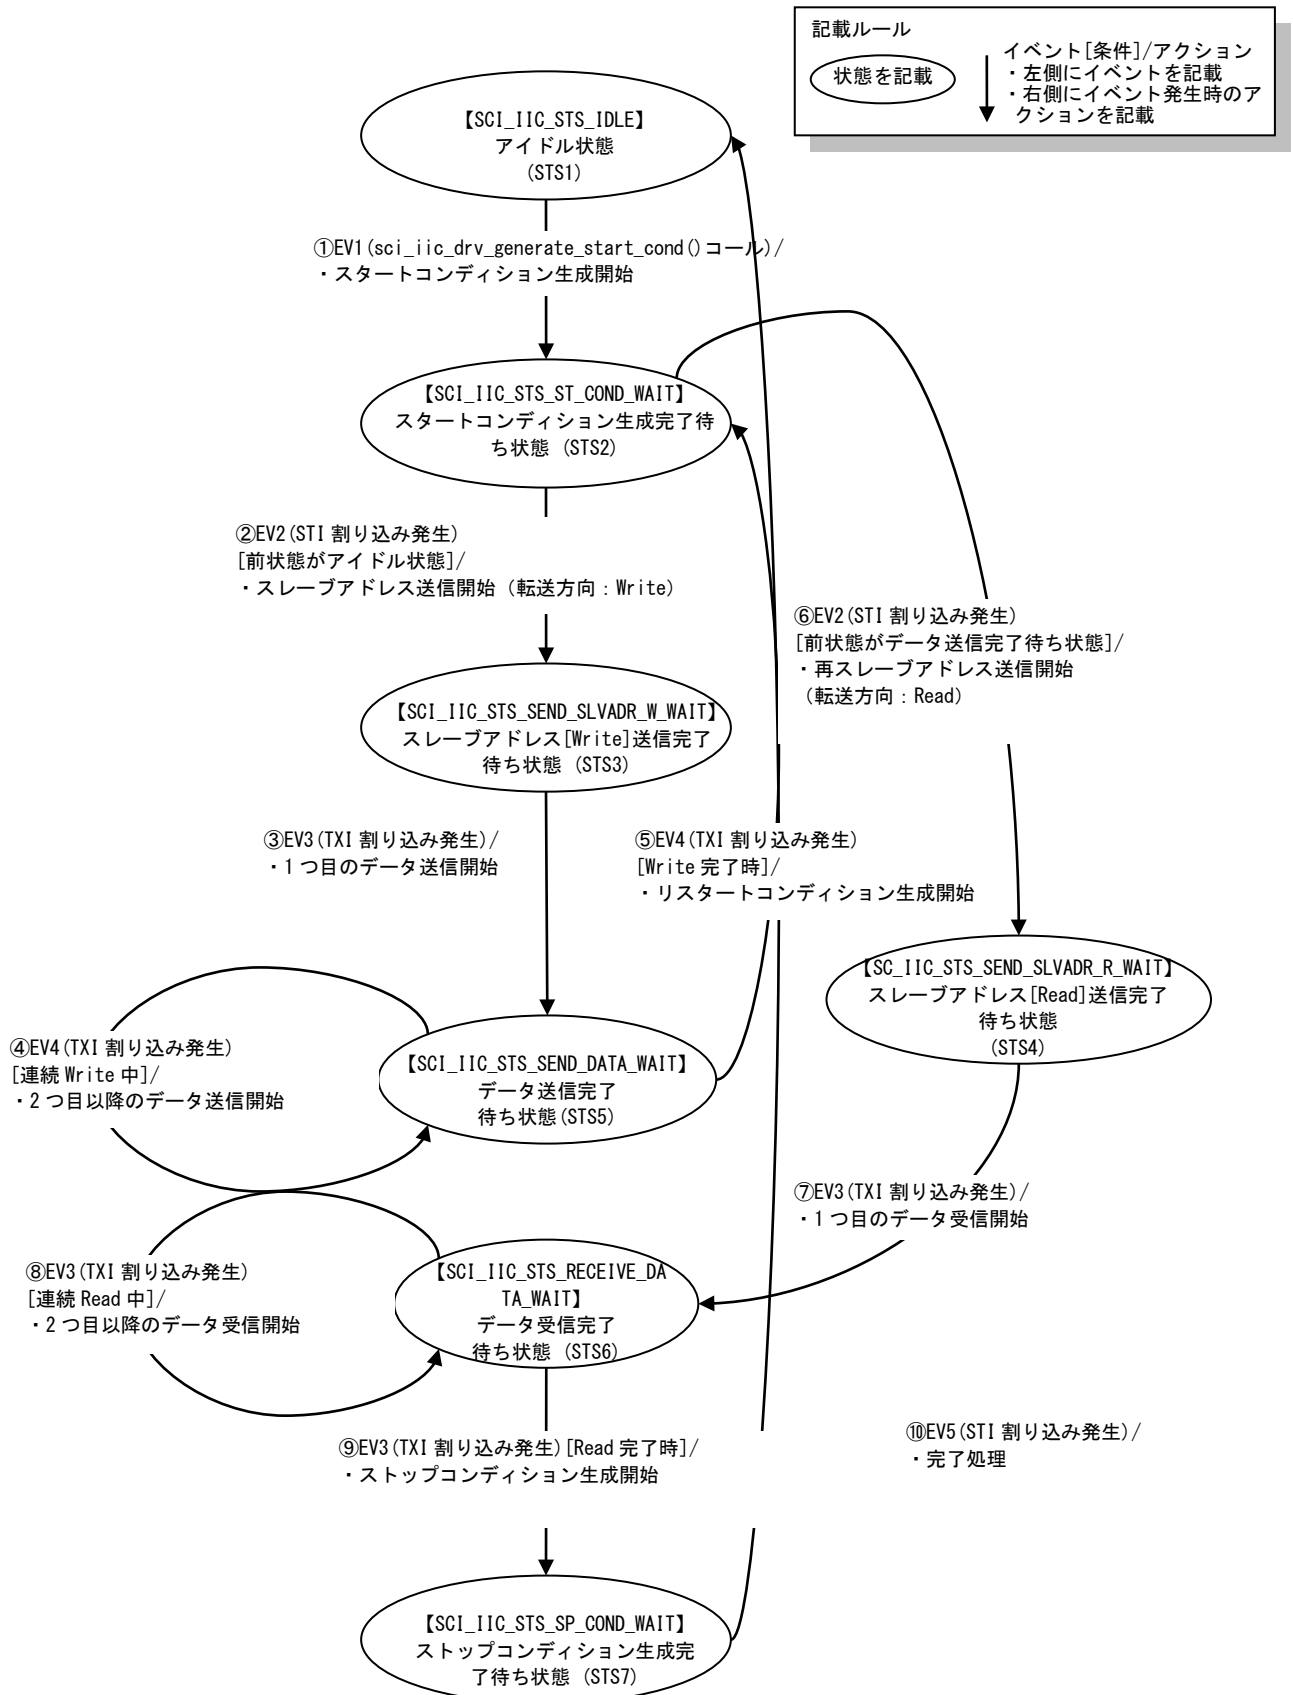 記載ルール
状態を記載
イベント[条件]/アクション
・左側にイベントを記載
・右側にイベント発生時のア
クションを記載
【SCI_IIC_STS_IDLE】
アイドル状態
(STS1)
①EV1(sci_iic_drv_generate_start_cond()コール)/
・スタートコンディション生成開始
【SCI_IIC_STS_ST_COND_WAIT】
スタートコンディション生成完了待
ち状態 (STS2)
②EV2(STI 割り込み発生)
[前状態がアイドル状態]/
・スレーブアドレス送信開始 (転送方向：Write)
⑥EV2(STI 割り込み発生)
[前状態がデータ送信完了待ち状態]/
・再スレーブアドレス送信開始
(転送方向：Read)
【SCI_IIC_STS_SEND_SLVADR_W_WAIT】
スレーブアドレス[Write]送信完了
待ち状態 (STS3)
③EV3(TXI 割り込み発生)/
・1 つ目のデータ送信開始
⑤EV4(TXI 割り込み発生)
[Write 完了時]/
・リスタートコンディション生成開始
【SC_IIC_STS_SEND_SLVADR_R_WAIT】
スレーブアドレス[Read]送信完了
待ち状態
(STS4)
④EV4(TXI 割り込み発生)
[連続 Write 中]/
・2 つ目以降のデータ送信開始
【SCI_IIC_STS_SEND_DATA_WAIT】
データ送信完了
待ち状態(STS5)
⑦EV3(TXI 割り込み発生)/
・1 つ目のデータ受信開始
⑧EV3(TXI 割り込み発生)
[連続 Read 中]/
・2 つ目以降のデータ受信開始
【SCI_IIC_STS_RECEIVE_DA
TA_WAIT】
データ受信完了
待ち状態 (STS6)
⑨EV3(TXI 割り込み発生)[Read 完了時]/
・ストップコンディション生成開始
⑩EV5(STI 割り込み発生)/
・完了処理
【SCI_IIC_STS_SP_COND_WAIT】
ストップコンディション生成完
了待ち状態 (STS7)